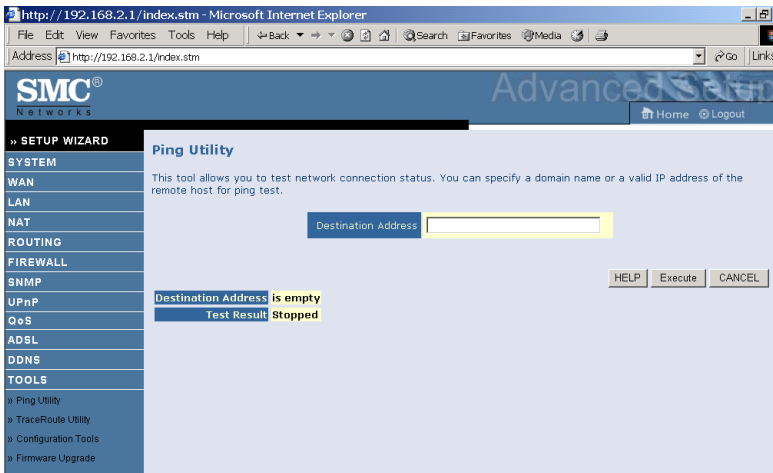 http://192.168.2.1/index.stm - Microsoft Internet Explorer
File Edit View Favorites Tools Help Back Search Favorites Media
Address http://192.168.2.1/index.stm Go Links
SMC®
Networks
Advanced Setup
Home Logout
» SETUP WIZARD
SYSTEM
WAN
LAN
NAT
ROUTING
FIREWALL
SNMP
UPnP
QoS
ADSL
DDNS
TOOLS
» Ping Utility
» TraceRoute Utility
» Configuration Tools
» Firmware Upgrade
Ping Utility
This tool allows you to test network connection status. You can specify a domain name or a valid IP address of the
remote host for ping test.
Destination Address
HELP Execute CANCEL
Destination Address is empty
Test Result Stopped